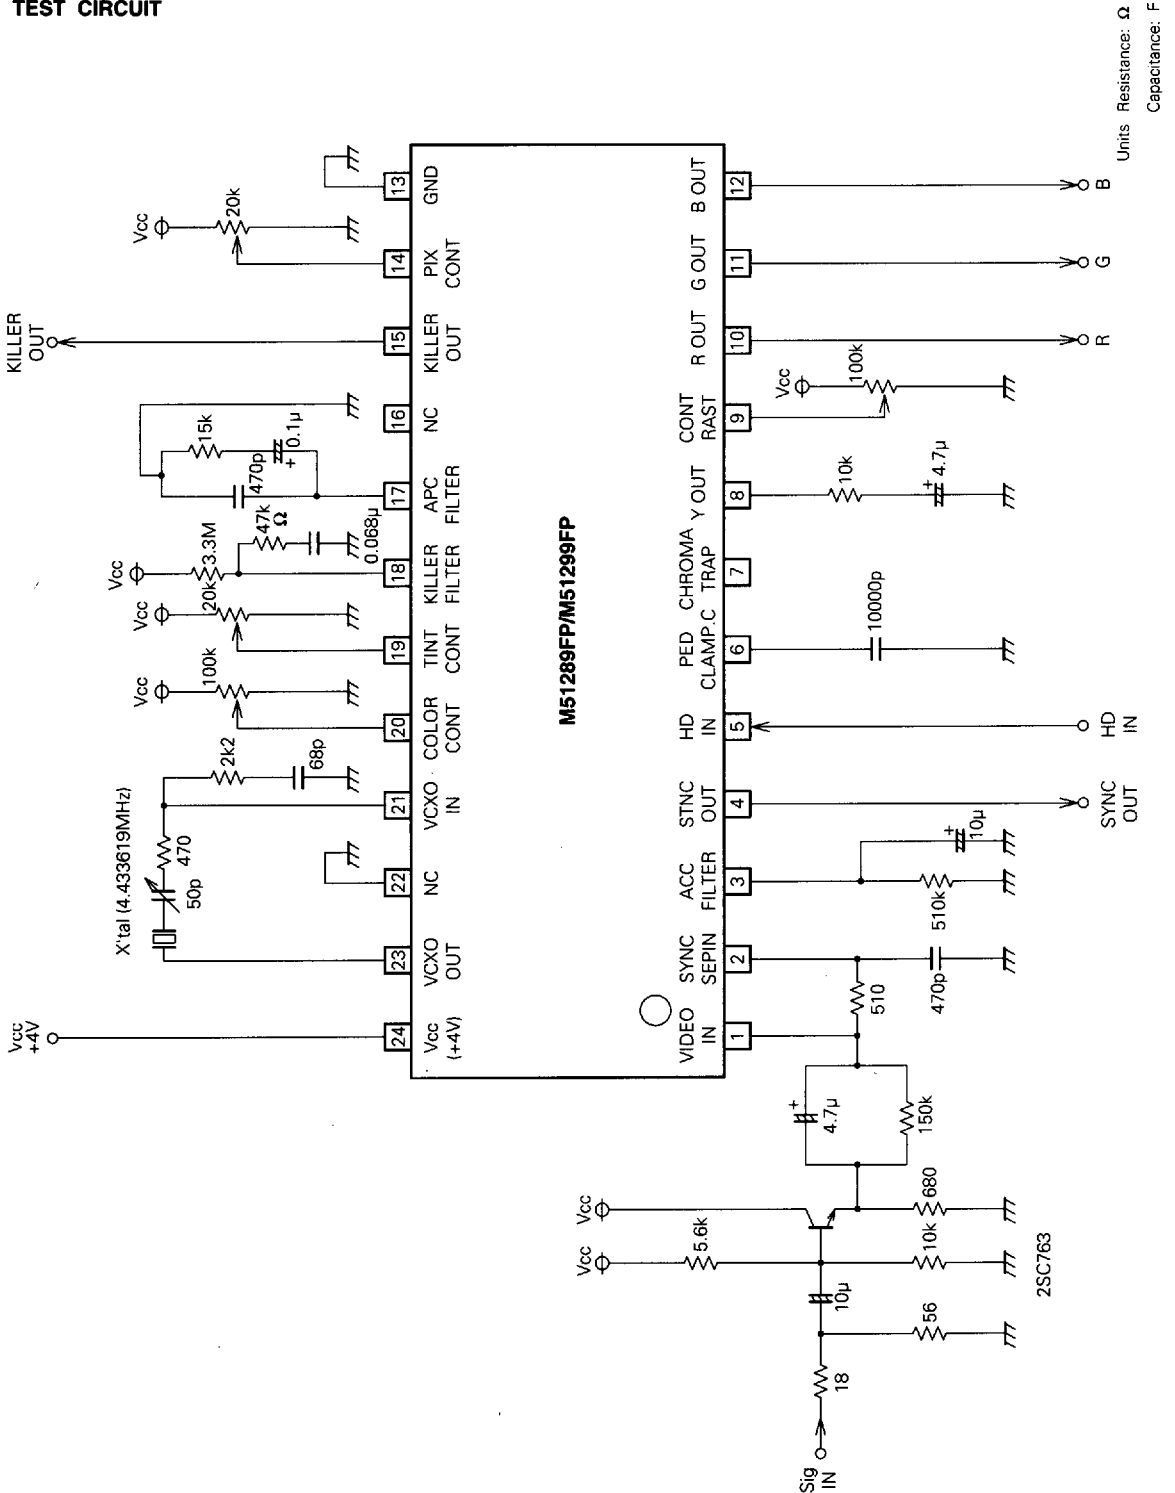 TEST CIRCUIT
Units Resistance: Ω
Capacitance: F
Vcc
+4V
X'tal (4.433619MHz)
50p
470
2k2
68p
Vcc
100k
Vcc
20k
Vcc
3.3M
47k
Ω
0.068μ
470p
15k
+
0.1μ
KILLER
OUT
Vcc
20k
24
23
22
21
20
19
18
17
16
15
14
13
Vcc
(+4V)
VCXO
OUT
NC
VCXO
IN
COLOR
CONT
TINT
CONT
KILLER
FILTER
APC
FILTER
NC
KILLER
OUT
PIX
CONT
GND
M51289FP/M51299FP
VIDEO
IN
SYNC
SEPIN
ACC
FILTER
STNC
OUT
HD
IN
PED
CLAMP.C
CHROMA
TRAP
Y OUT
CONT
RAST
R OUT
G OUT
B OUT
1
2
3
4
5
6
7
8
9
10
11
12
Sig
IN
18
56
10μ
Vcc
5.6k
10k
Vcc
680
2SC763
+
4.7μ
150k
510
470p
510k
+
10μ
SYNC
OUT
HD
IN
10000p
10k
+
4.7μ
Vcc
100k
R
G
B